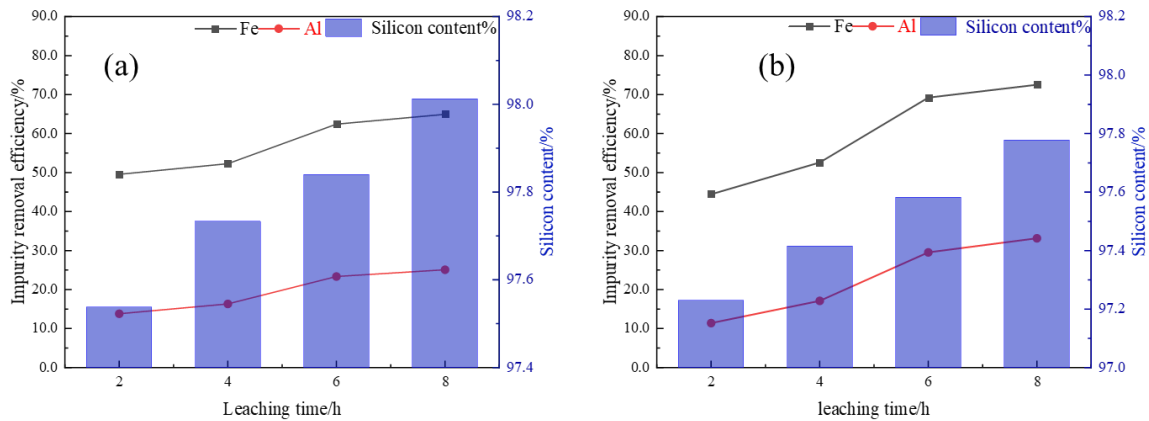 Fe Al Silicon content%
(a)
Impurity removal efficiency/%
90.0
80.0
70.0
60.0
50.0
40.0
30.0
20.0
10.0
0.0
98.2
98.0
97.8
97.6
97.4
Silicon content/%
2 4 6 8
Leaching time/h
Fe Al Silicon content%
(b)
Impurity removal efficiency/%
90.0
80.0
70.0
60.0
50.0
40.0
30.0
20.0
10.0
0.0
98.2
98.0
97.8
97.6
97.4
97.2
97.0
Silicon content/%
2 4 6 8
leaching time/h